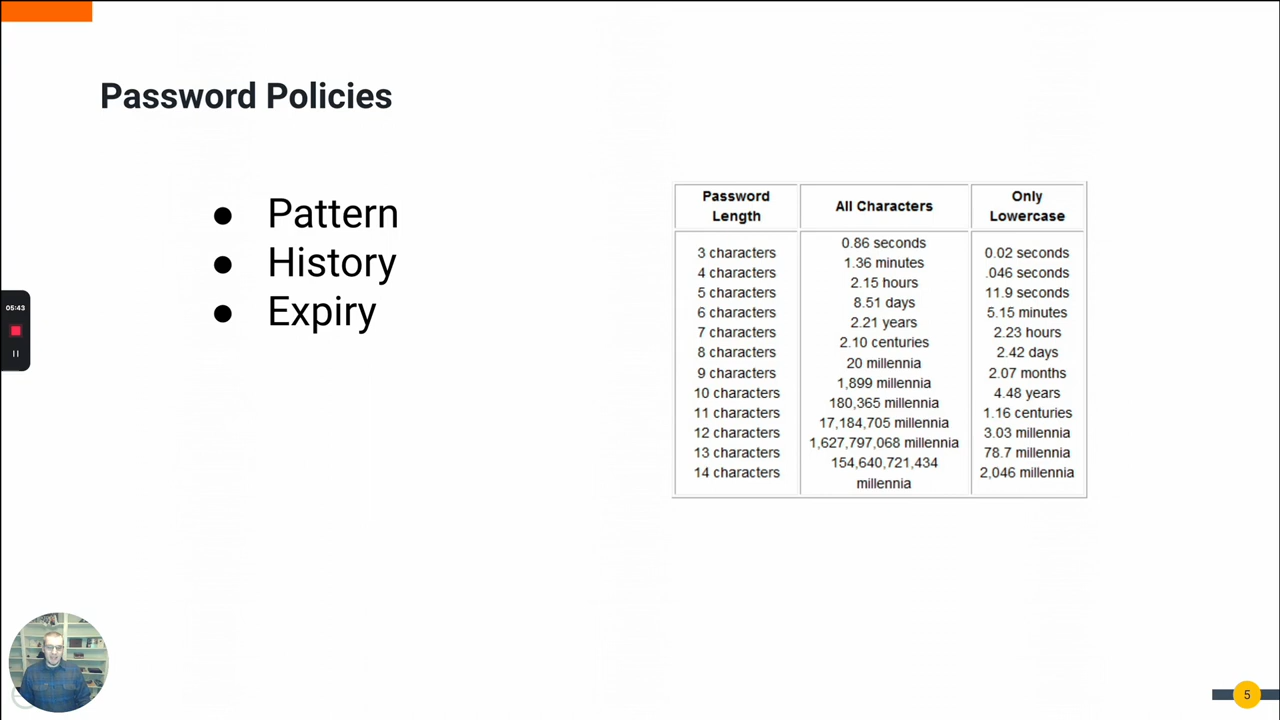 Password Policies
● Pattern
● History
● Expiry
Password Length All Characters Only Lowercase
3 characters 0.86 seconds 0.02 seconds
4 characters 1.36 minutes .046 seconds
5 characters 2.15 hours 11.9 seconds
6 characters 8.51 days 5.15 minutes
7 characters 2.21 years 2.23 hours
8 characters 2.10 centuries 2.42 days
9 characters 20 millennia 2.07 months
10 characters 1,899 millennia 4.48 years
11 characters 180,365 millennia 1.16 centuries
12 characters 17,184,705 millennia 3.03 millennia
13 characters 1,627,797,068 millennia 78.7 millennia
14 characters 154,640,721,434 millennia 2,046 millennia
05:43
5